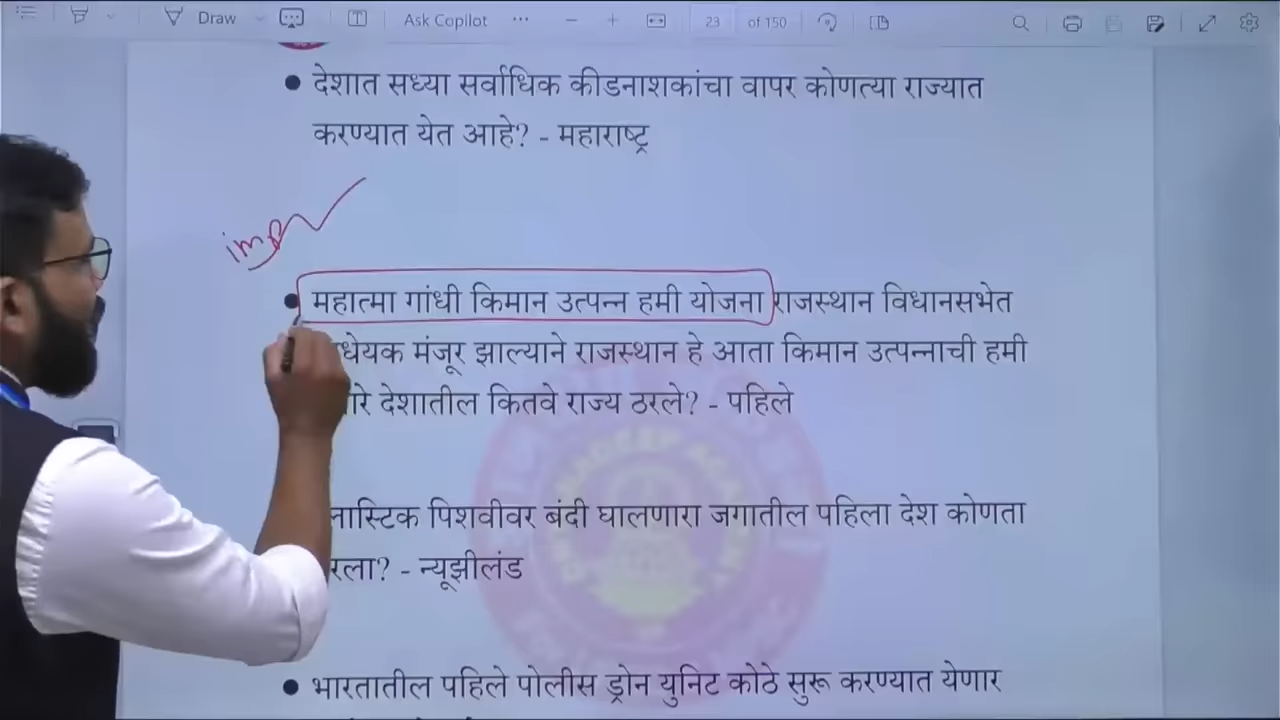 Draw
Ask Copilot
23 of 150
देशात सध्या सर्वाधिक कीडनाशकांचा वापर कोणत्या राज्यात
करण्यात येत आहे? - महाराष्ट्र
imp
महात्मा गांधी किमान उत्पन्न हमी योजना राजस्थान विधानसभेत
मंजूर झाल्याने राजस्थान हे आता किमान उत्पन्नाची हमी
देशातील कितवे राज्य ठरले? - पहिले
पिशवीवर बंदी घालणारा जगातील पहिला देश कोणता
- न्यूझीलंड
भारतातील पहिले पोलीस ड्रोन युनिट कोठे सुरू करण्यात येणार